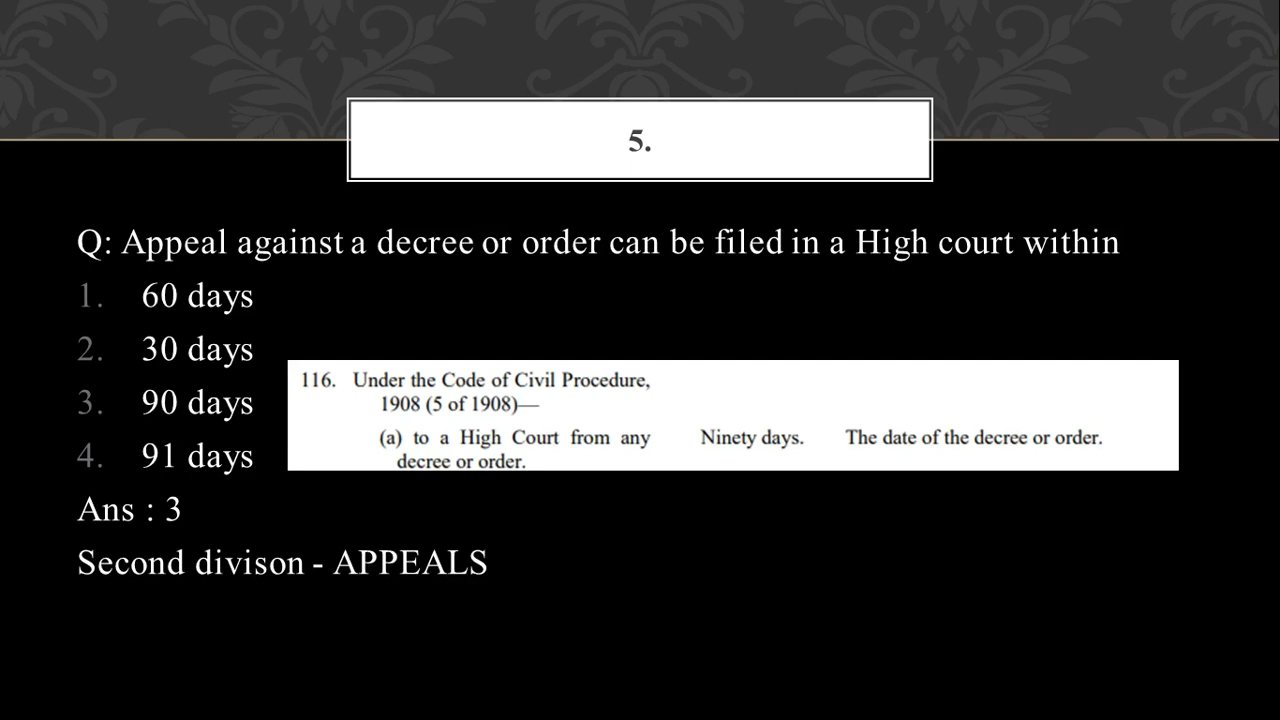 5.
Q: Appeal against a decree or order can be filed in a High court within
1. 60 days
2. 30 days
3. 90 days
4. 91 days
116. Under the Code of Civil Procedure,
1908 (5 of 1908)—
(a) to a High Court from any Ninety days. The date of the decree or order.
decree or order.
Ans : 3
Second divison - APPEALS